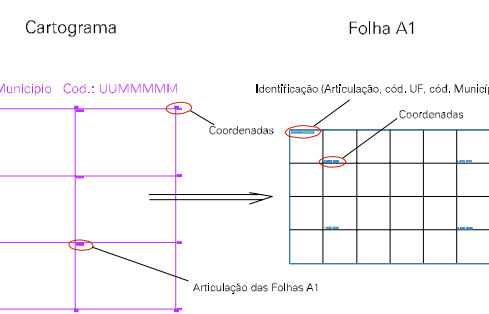 Cartograma
Folha A1
Município Cod.: UUMMMMM
Identificação (Articulação, cód. UF, cód. Municíp
Coordenadas
Coordenadas
Articulação das Folhas A1